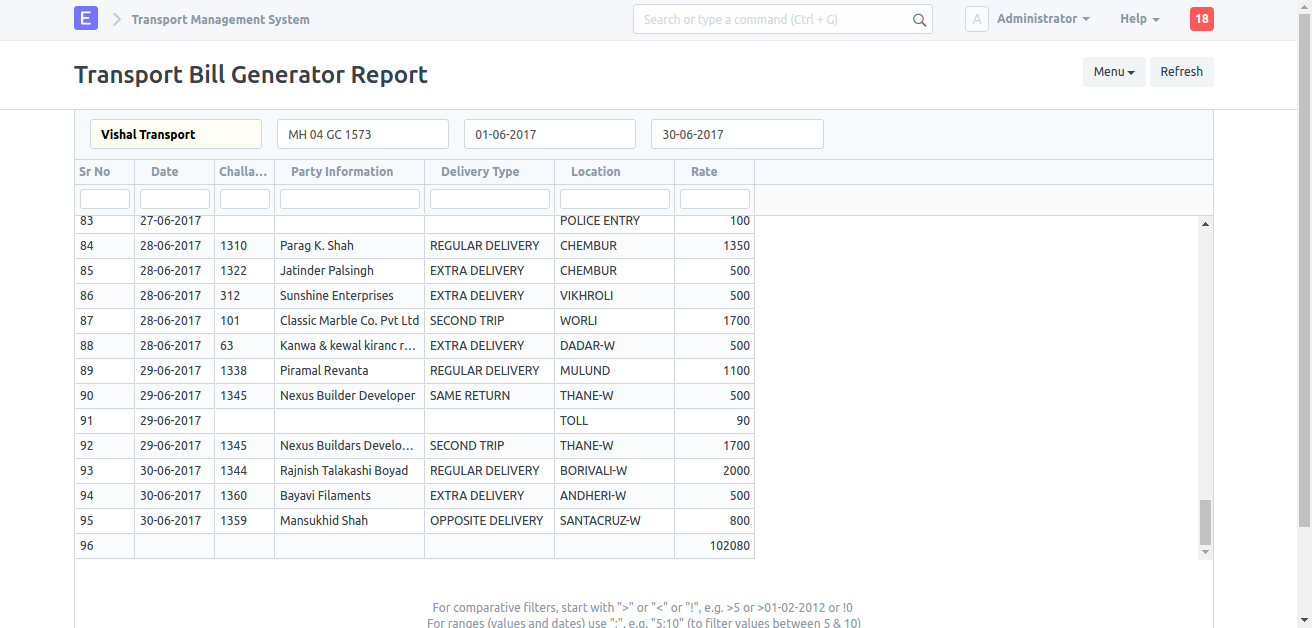 E Transport Management System Search or type a command (Ctrl + G) A Administrator Help 18
Transport Bill Generator Report Menu Refresh
Vishal Transport MH 04 GC 1573 01-06-2017 30-06-2017
Sr No Date Challa... Party Information Delivery Type Location Rate
83 27-06-2017 POLICE ENTRY 100
84 28-06-2017 1310 Parag K. Shah REGULAR DELIVERY CHEMBUR 1350
85 28-06-2017 1322 Jatinder Palsingh EXTRA DELIVERY CHEMBUR 500
86 28-06-2017 312 Sunshine Enterprises EXTRA DELIVERY VIKHROLI 500
87 28-06-2017 101 Classic Marble Co. Pvt Ltd SECOND TRIP WORLI 1700
88 28-06-2017 63 Kanwa & kewal kiranc r... EXTRA DELIVERY DADAR-W 500
89 29-06-2017 1338 Piramal Revanta REGULAR DELIVERY MULUND 1100
90 29-06-2017 1345 Nexus Builder Developer SAME RETURN THANE-W 500
91 29-06-2017 TOLL 90
92 29-06-2017 1345 Nexus Buildars Develo... SECOND TRIP THANE-W 1700
93 30-06-2017 1344 Rajnish Talakashi Boyad REGULAR DELIVERY BORIVALI-W 2000
94 30-06-2017 1360 Bayavi Filaments EXTRA DELIVERY ANDHERI-W 500
95 30-06-2017 1359 Mansukhid Shah OPPOSITE DELIVERY SANTACRUZ-W 800
96 102080
For comparative filters, start with ">" or "<" or "!", e.g. >5 or >01-02-2012 or !0
For ranges (values and dates) use ":", e.g. "5:10" (to filter values between 5 & 10)